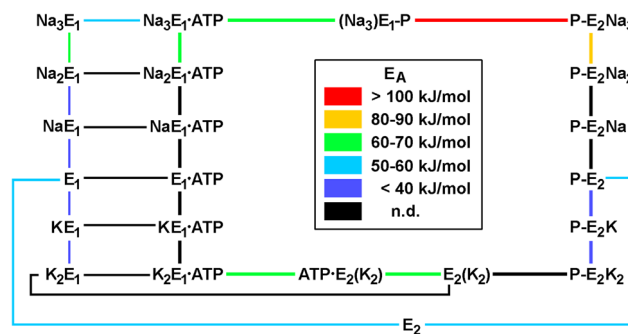 Na₃E₁ Na₃E₁·ATP (Na₃)E₁-P P-E₂Na₃
Na₂E₁ Na₂E₁·ATP P-E₂Na₂
NaE₁ NaE₁·ATP P-E₂Na
E₁ E₁·ATP P-E₂
KE₁ KE₁·ATP P-E₂K
K₂E₁ K₂E₁·ATP ATP·E₂(K₂) E₂(K₂) P-E₂K₂
E₂
E_A
> 100 kJ/mol
80-90 kJ/mol
60-70 kJ/mol
50-60 kJ/mol
< 40 kJ/mol
n.d.